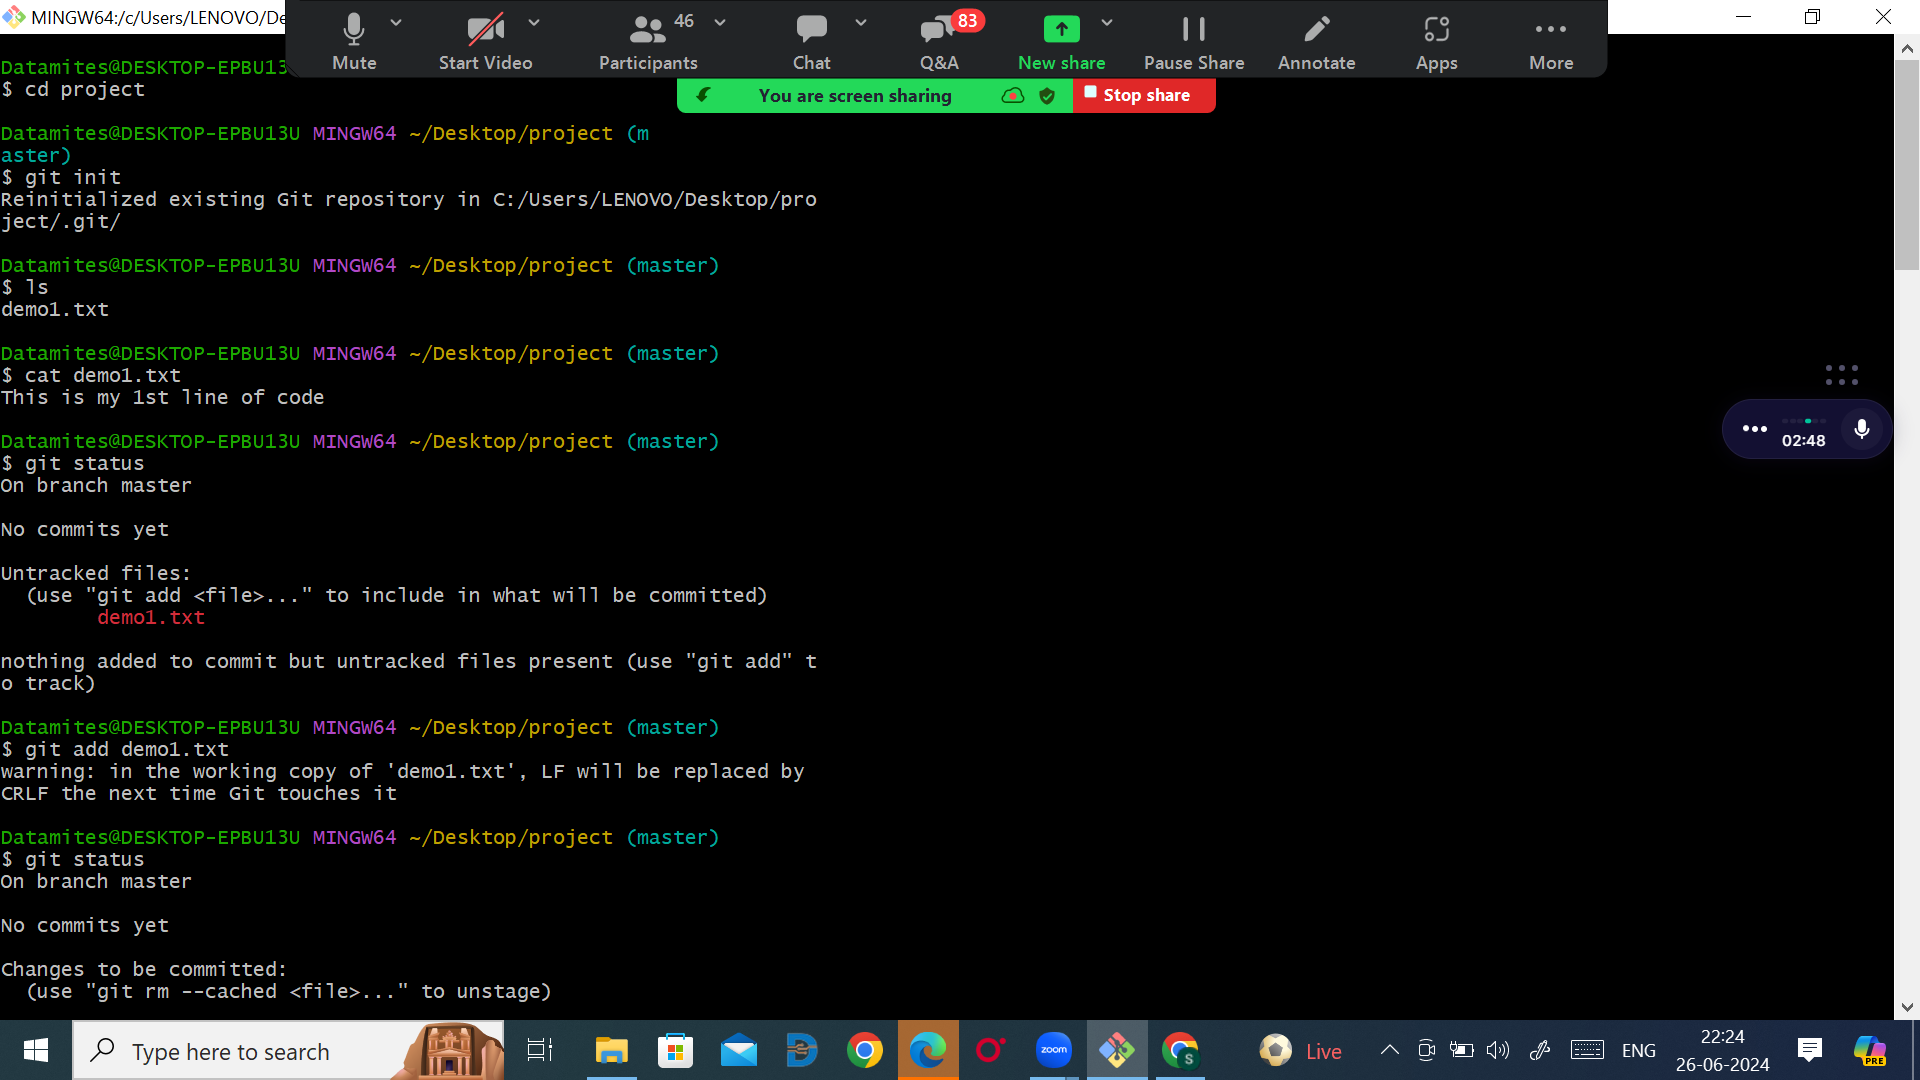 MINGW64:/c/Users/LENOVO/De
Mute
Start Video
46
Participants
Chat
83
Q&A
New share
Pause Share
Annotate
Apps
More
You are screen sharing
Stop share
Datamites@DESKTOP-EPBU13
$ cd project
Datamites@DESKTOP-EPBU13U MINGW64 ~/Desktop/project (m
aster)
$ git init
Reinitialized existing Git repository in C:/Users/LENOVO/Desktop/pro
ject/.git/
Datamites@DESKTOP-EPBU13U MINGW64 ~/Desktop/project (master)
$ ls
demo1.txt
Datamites@DESKTOP-EPBU13U MINGW64 ~/Desktop/project (master)
$ cat demo1.txt
This is my 1st line of code
Datamites@DESKTOP-EPBU13U MINGW64 ~/Desktop/project (master)
$ git status
On branch master
No commits yet
Untracked files:
  (use "git add <file>..." to include in what will be committed)
        demo1.txt
nothing added to commit but untracked files present (use "git add" t
o track)
Datamites@DESKTOP-EPBU13U MINGW64 ~/Desktop/project (master)
$ git add demo1.txt
warning: in the working copy of 'demo1.txt', LF will be replaced by
CRLF the next time Git touches it
Datamites@DESKTOP-EPBU13U MINGW64 ~/Desktop/project (master)
$ git status
On branch master
No commits yet
Changes to be committed:
  (use "git rm --cached <file>..." to unstage)
02:48
Type here to search
zoom
S
Live
ENG
22:24
26-06-2024
PRE